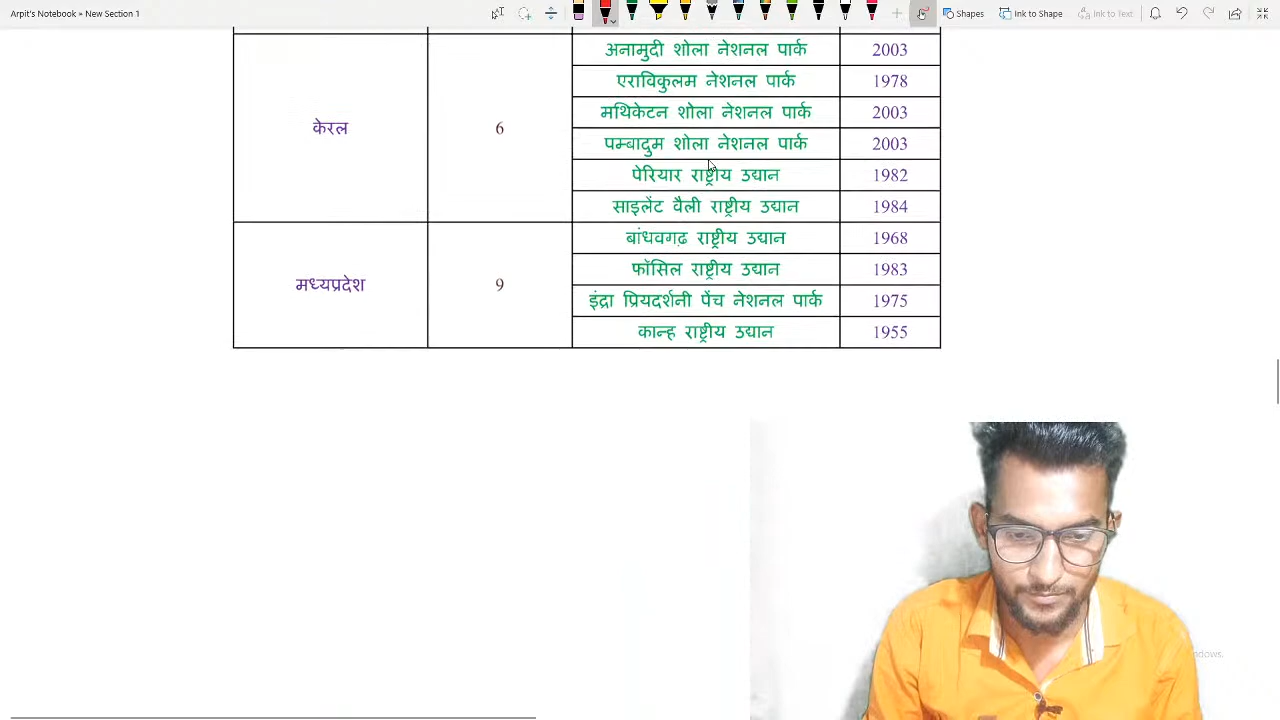 Arpit's Notebook » New Section 1
Shapes Ink to Shape Ink to Text
अनामुदी शोला नेशनल पार्क 2003
एराविकुलम नेशनल पार्क 1978
मथिकेटन शोला नेशनल पार्क 2003
केरल 6
पम्बादुम शोला नेशनल पार्क 2003
पेरियार राष्ट्रीय उद्यान 1982
साइलेंट वैली राष्ट्रीय उद्यान 1984
बांधवगढ़ राष्ट्रीय उद्यान 1968
फॉसिल राष्ट्रीय उद्यान 1983
मध्यप्रदेश 9
इंद्रा प्रियदर्शनी पेंच नेशनल पार्क 1975
कान्ह राष्ट्रीय उद्यान 1955
ndows.